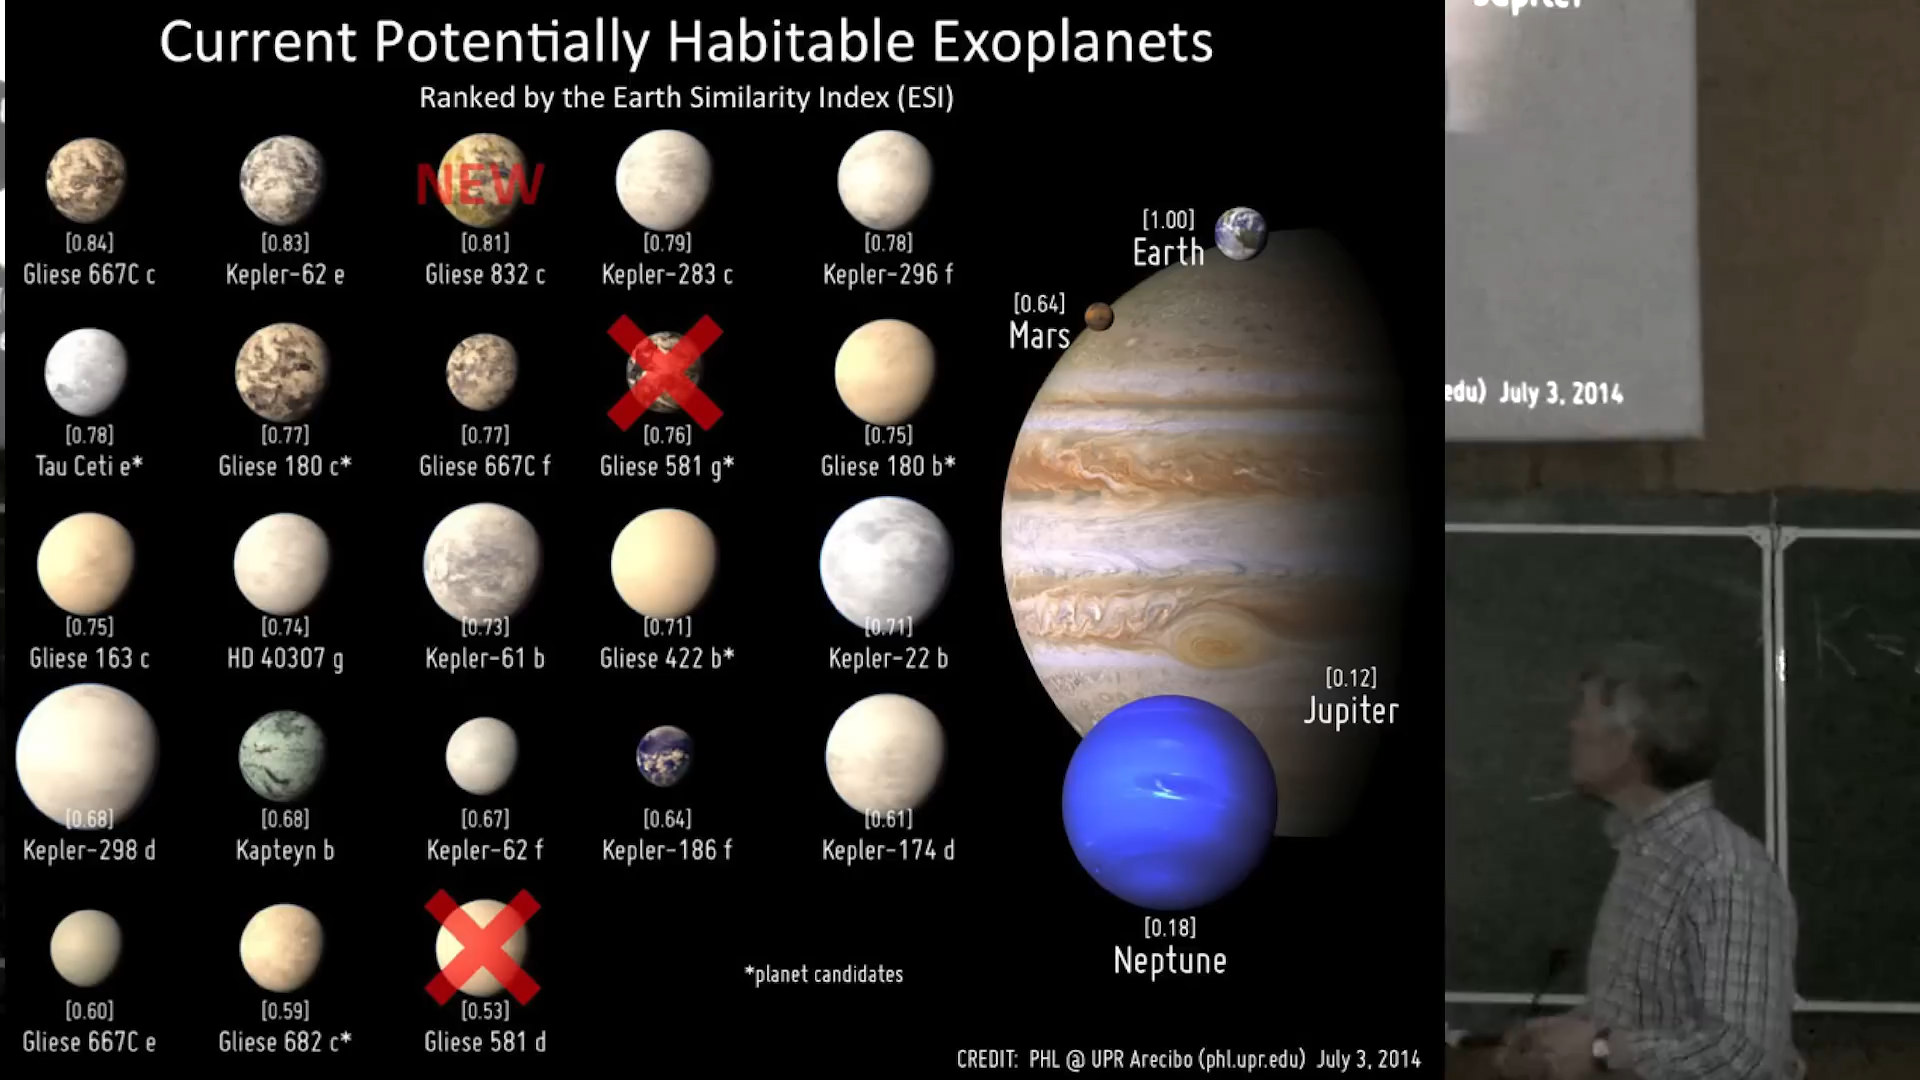 Current Potentially Habitable Exoplanets
Ranked by the Earth Similarity Index (ESI)
NEW
[0.84] [0.83] [0.81] [0.79] [0.78]
Gliese 667C c Kepler-62 e Gliese 832 c Kepler-283 c Kepler-296 f
[0.78] [0.77] [0.77] [0.76] [0.75]
Tau Ceti e* Gliese 180 c* Gliese 667C f Gliese 581 g* Gliese 180 b*
[0.75] [0.74] [0.73] [0.71] [0.71]
Gliese 163 c HD 40307 g Kepler-61 b Gliese 422 b* Kepler-22 b
[0.68] [0.68] [0.67] [0.64] [0.61]
Kepler-298 d Kapteyn b Kepler-62 f Kepler-186 f Kepler-174 d
[0.60] [0.59] [0.53]
Gliese 667C e Gliese 682 c* Gliese 581 d
*planet candidates
[1.00]
Earth
[0.64]
Mars
[0.12]
Jupiter
[0.18]
Neptune
CREDIT: PHL @ UPR Arecibo (phl.upr.edu) July 3, 2014
Jupiter
edu) July 3, 2014